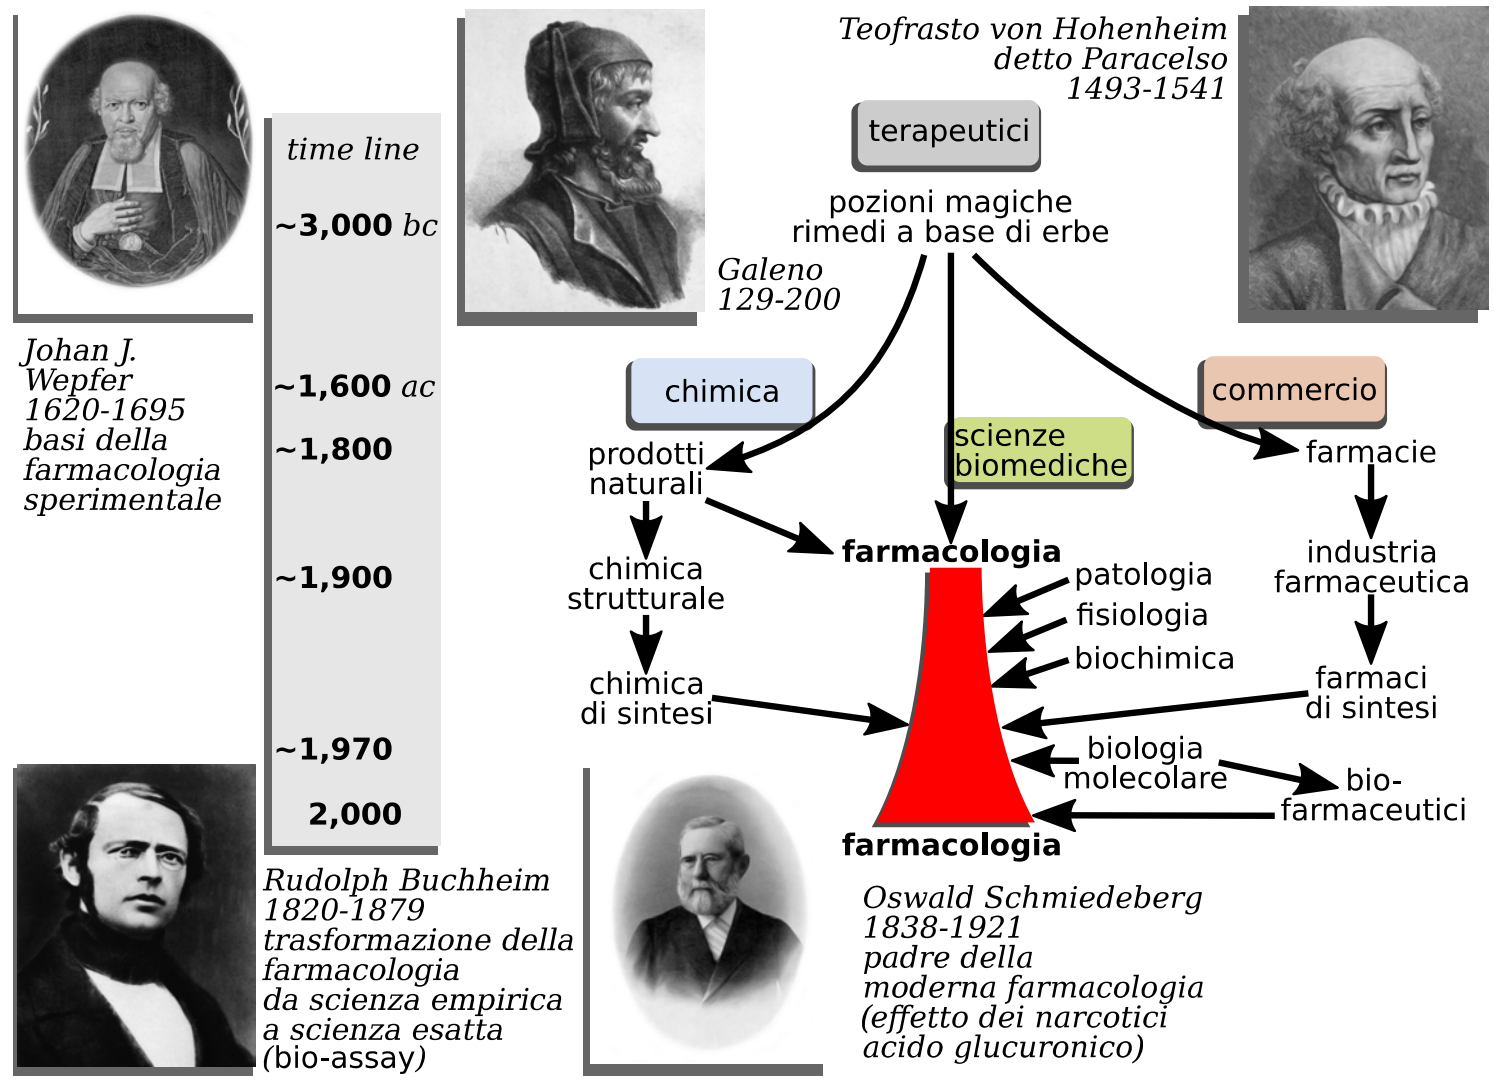 Teofrasto von Hohenheim
detto Paracelso
1493-1541
time line
~3,000 bc
~1,600 ac
~1,800
~1,900
~1,970
2,000
Johan J.
Wepfer
1620-1695
basi della
farmacologia
sperimentale
Galeno
129-200
terapeutici
pozioni magiche
rimedi a base di erbe
chimica
scienze
biomediche
commercio
prodotti
naturali
chimica
strutturale
chimica
di sintesi
farmacologia
patologia
fisiologia
biochimica
farmacie
industria
farmaceutica
farmaci
di sintesi
biologia
molecolare
bio-
farmaceutici
farmacologia
Rudolph Buchheim
1820-1879
trasformazione della
farmacologia
da scienza empirica
a scienza esatta
(bio-assay)
Oswald Schmiedeberg
1838-1921
padre della
moderna farmacologia
(effetto dei narcotici
acido glucuronico)